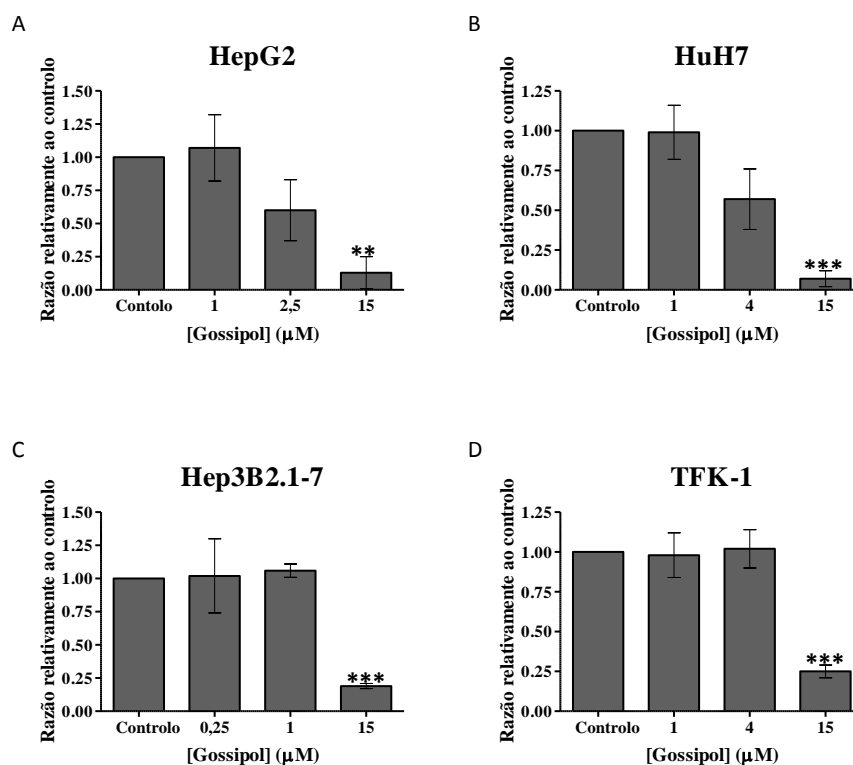 A
HepG2
Razão relativamente ao controlo
1.50
1.25
1.00
0.75
0.50
0.25
0.00
**
Contolo 1 2,5 15
[Gossipol] (μM)
B
HuH7
Razão relativamente ao controlo
1.25
1.00
0.75
0.50
0.25
0.00
***
Controlo 1 4 15
[Gossipol] (μM)
C
Hep3B2.1-7
Razão relativamente ao controlo
1.50
1.25
1.00
0.75
0.50
0.25
0.00
***
Controlo 0,25 1 15
[Gossipol] (μM)
D
TFK-1
Razão relativamente ao controlo
1.25
1.00
0.75
0.50
0.25
0.00
***
Controlo 1 4 15
[Gossipol] (μM)